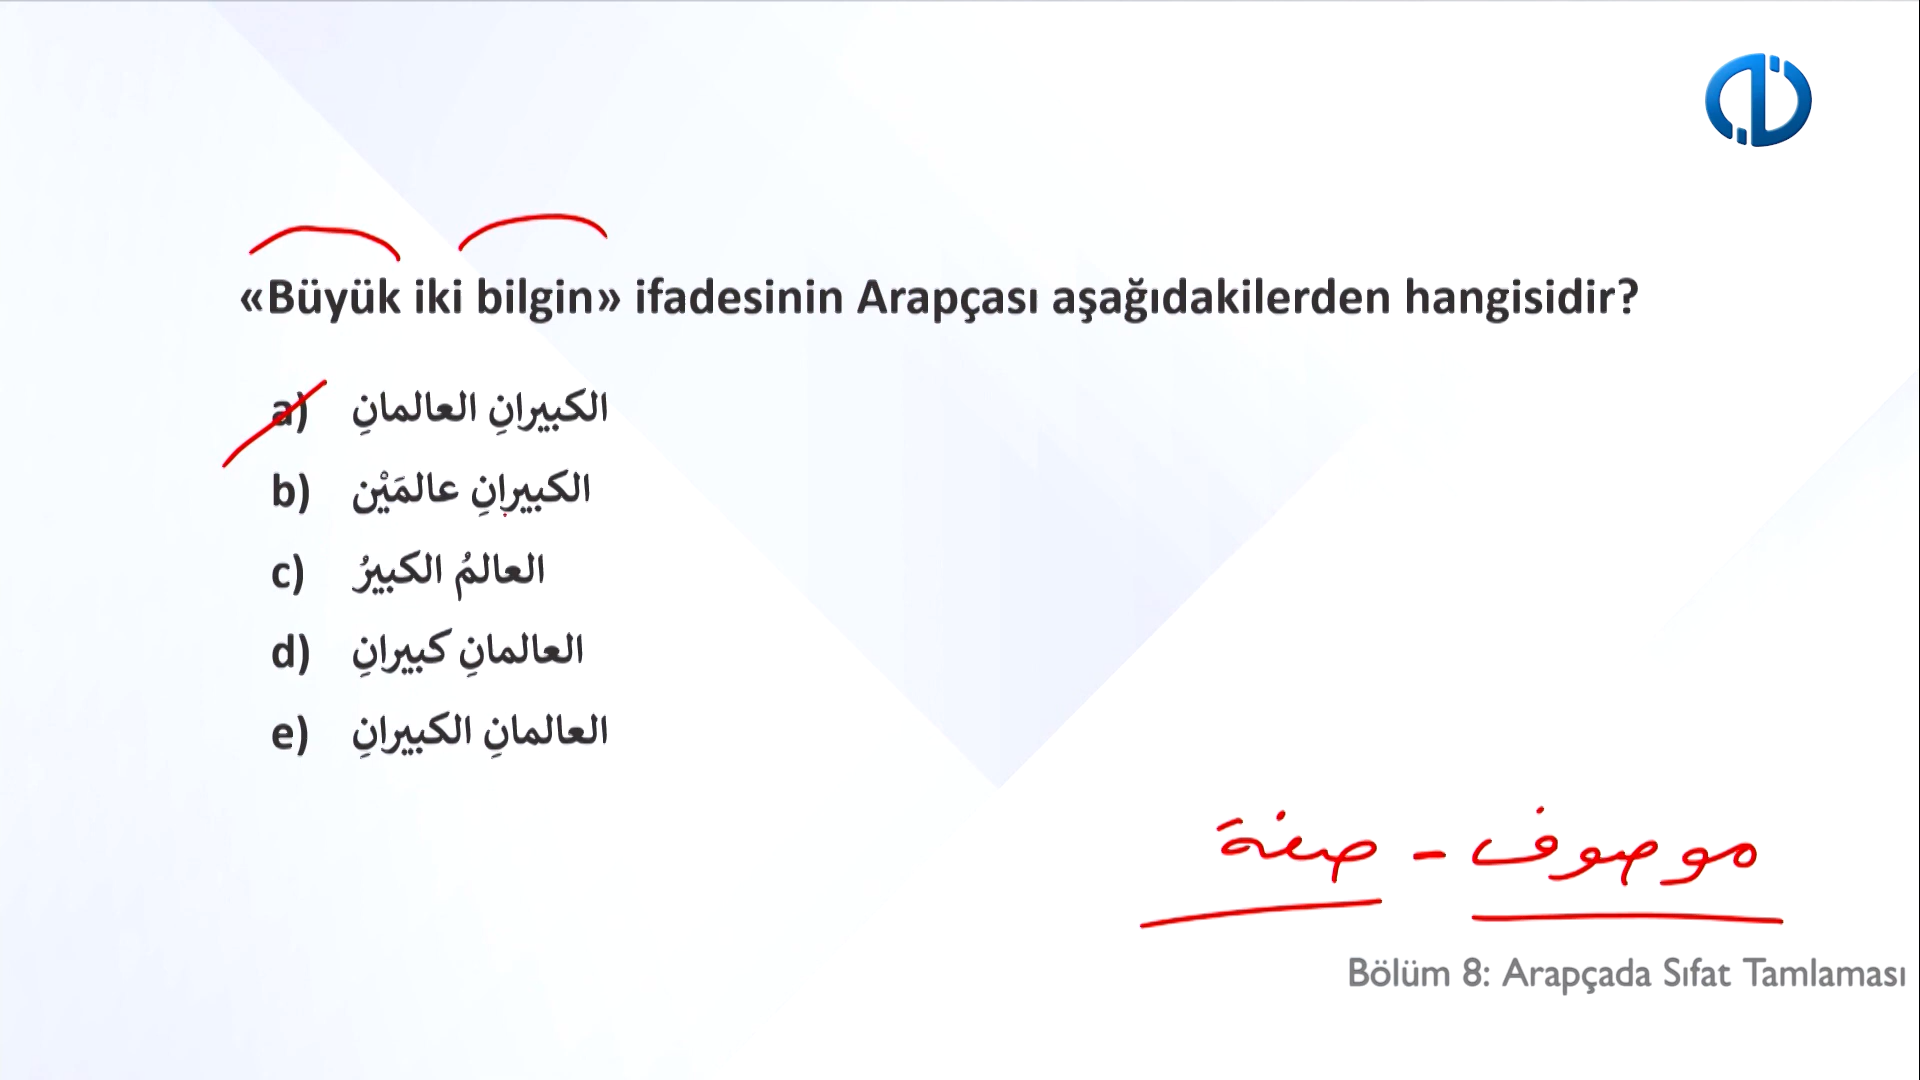 «Büyük iki bilgin» ifadesinin Arapçası aşağıdakilerden hangisidir?
a) الكبيرانِ العالمانِ
b) الكبيرانِ عالمَيْن
c) العالمُ الكبيرُ
d) العالمانِ كبيرانِ
e) العالمانِ الكبيرانِ
موصوف - صفة
Bölüm 8: Arapçada Sıfat Tamlaması